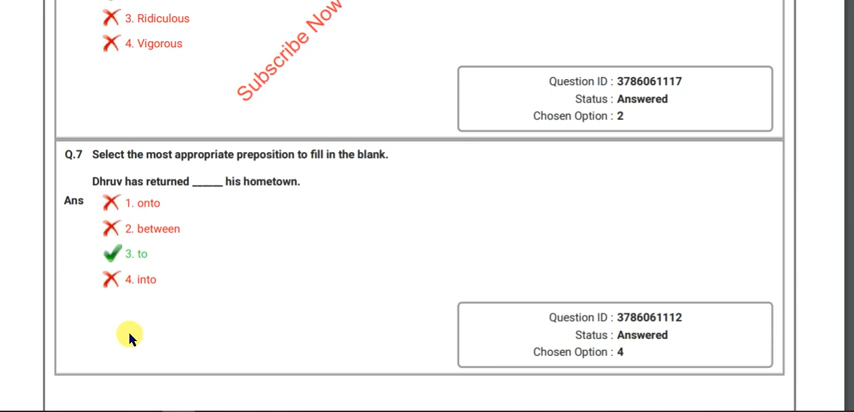 3. Ridiculous
4. Vigorous
Subscribe Now
Question ID : 3786061117
Status : Answered
Chosen Option : 2
Q.7 Select the most appropriate preposition to fill in the blank.
Dhruv has returned ______ his hometown.
Ans 1. onto
2. between
3. to
4. into
Question ID : 3786061112
Status : Answered
Chosen Option : 4